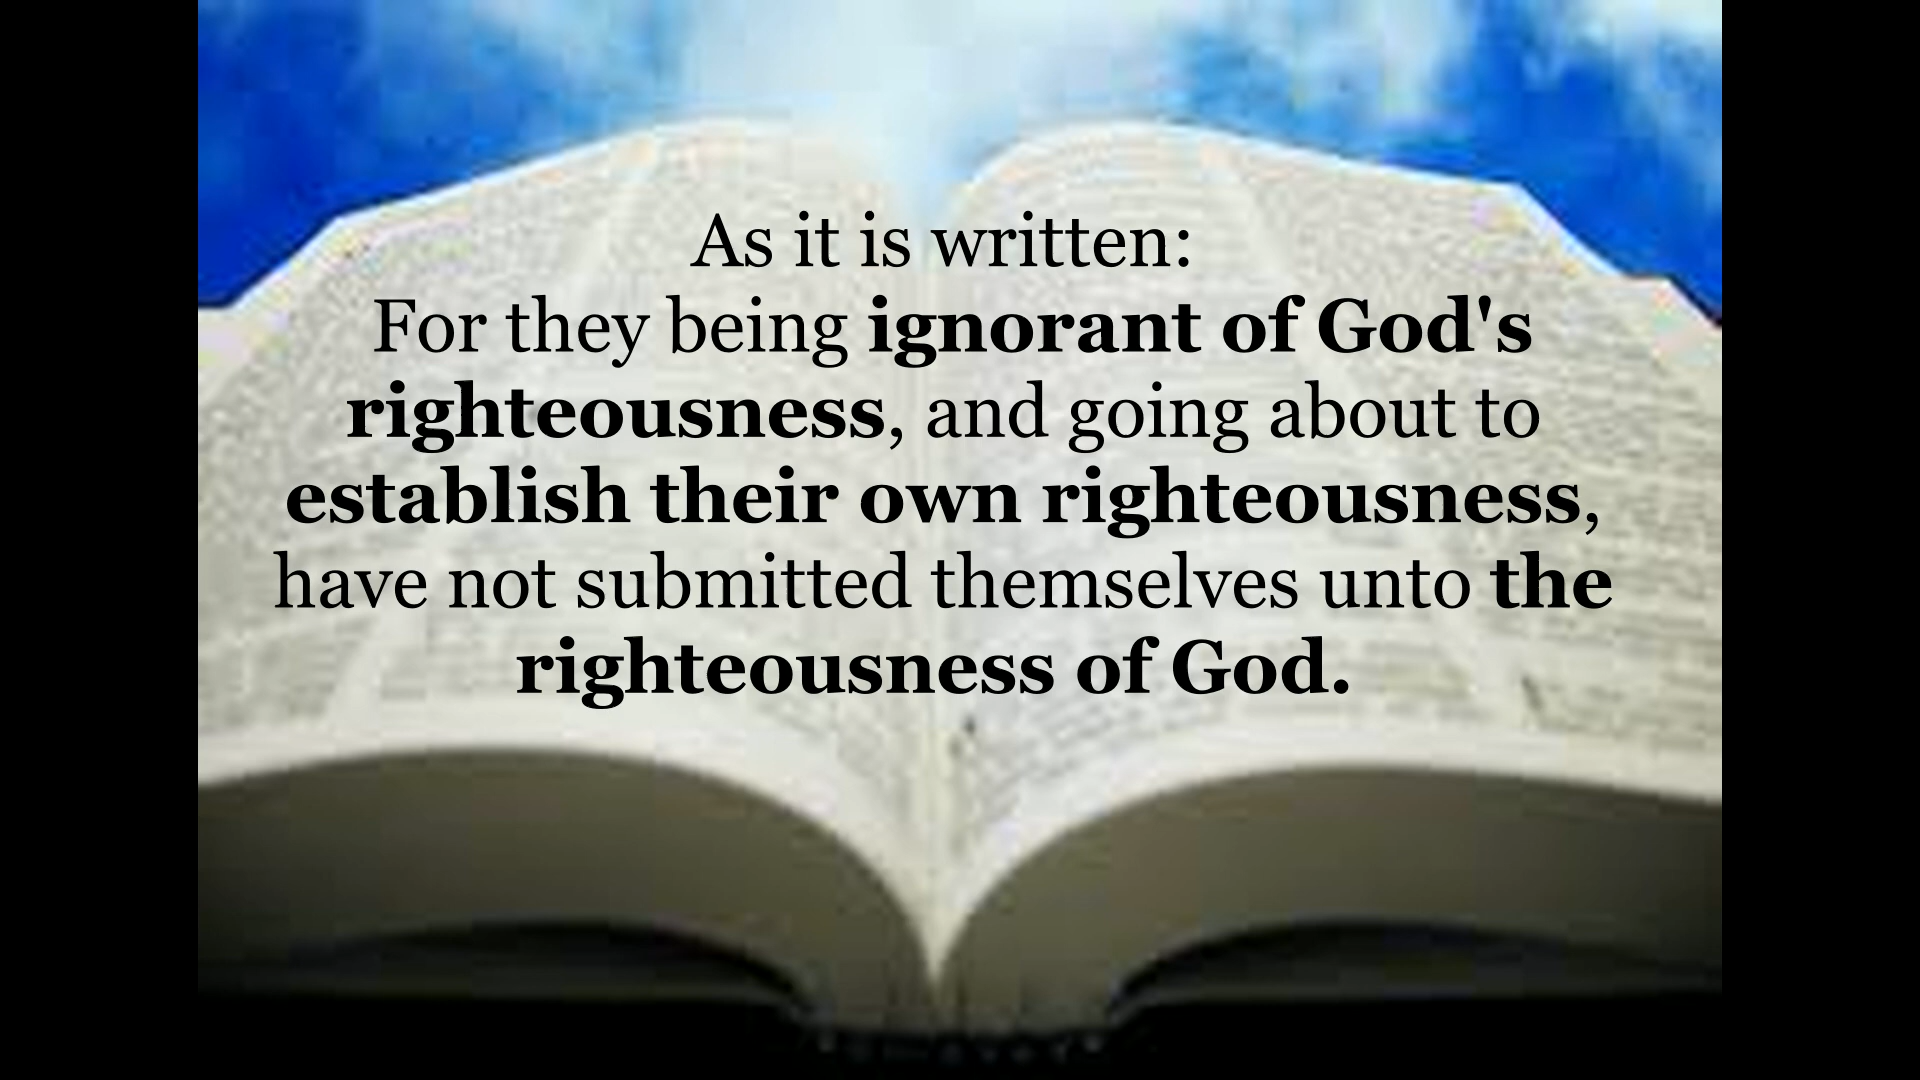 As it is written:
For they being ignorant of God's
righteousness, and going about to
establish their own righteousness,
have not submitted themselves unto the
righteousness of God.